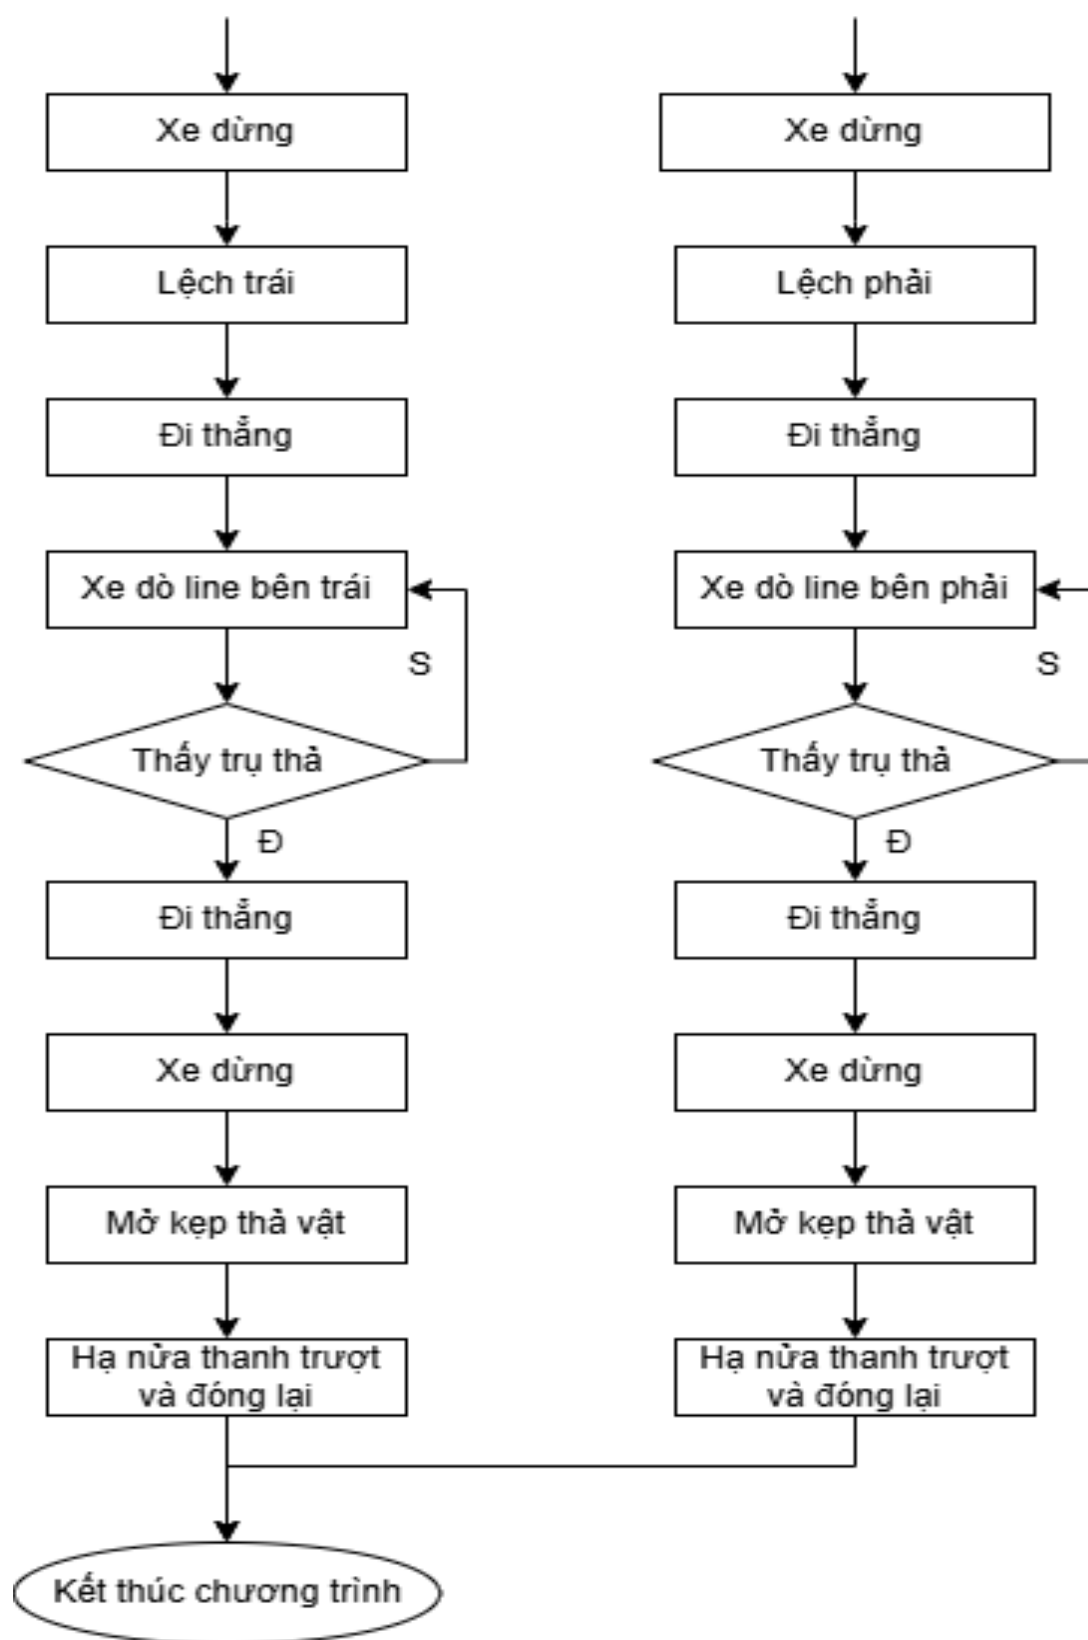 Xe dừng
Lệch trái
Đi thẳng
Xe dò line bên trái
S
Thấy trụ thả
Đ
Đi thẳng
Xe dừng
Mở kẹp thả vật
Hạ nửa thanh trượt
và đóng lại
Kết thúc chương trình
Xe dừng
Lệch phải
Đi thẳng
Xe dò line bên phải
S
Thấy trụ thả
Đ
Đi thẳng
Xe dừng
Mở kẹp thả vật
Hạ nửa thanh trượt
và đóng lại